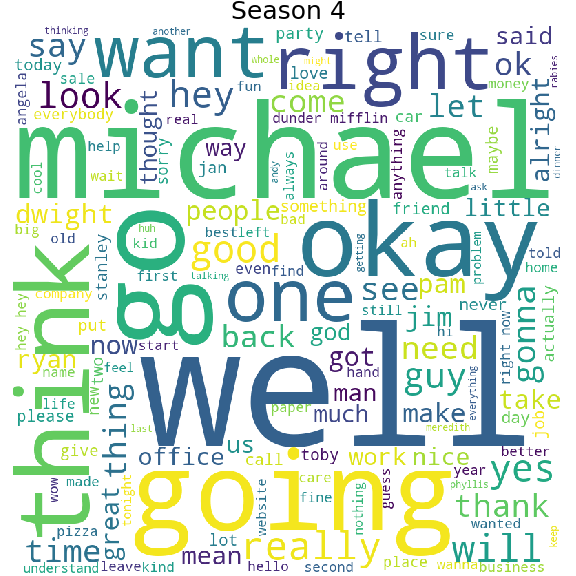 Season 4
thinking another party tell sure said
want right ok
say
today sale hey fun love idea whole might money rabies
angela look come let
everybody thought real dunder mifflin car
michael
cool help wait sorry way jan always around anything use talk maybe alright
andy ask dinner
dwight people something friend little
big old kid huh best left bad ah problem told
think go good okay
stanley first talking even find getting see pam still never home
hey hey company one jim hi gonna actually
put back god
ryan now start got hand need right now
name new two feel well man guy everything
life please great thing paper much make take day job
wow last us toby meredith better
give office call work nice year yes
made tonight going care guess phyllis
pizza website fine nothing thank wanted keep
time really will
understand leave kind mean lot hello second place wanna business